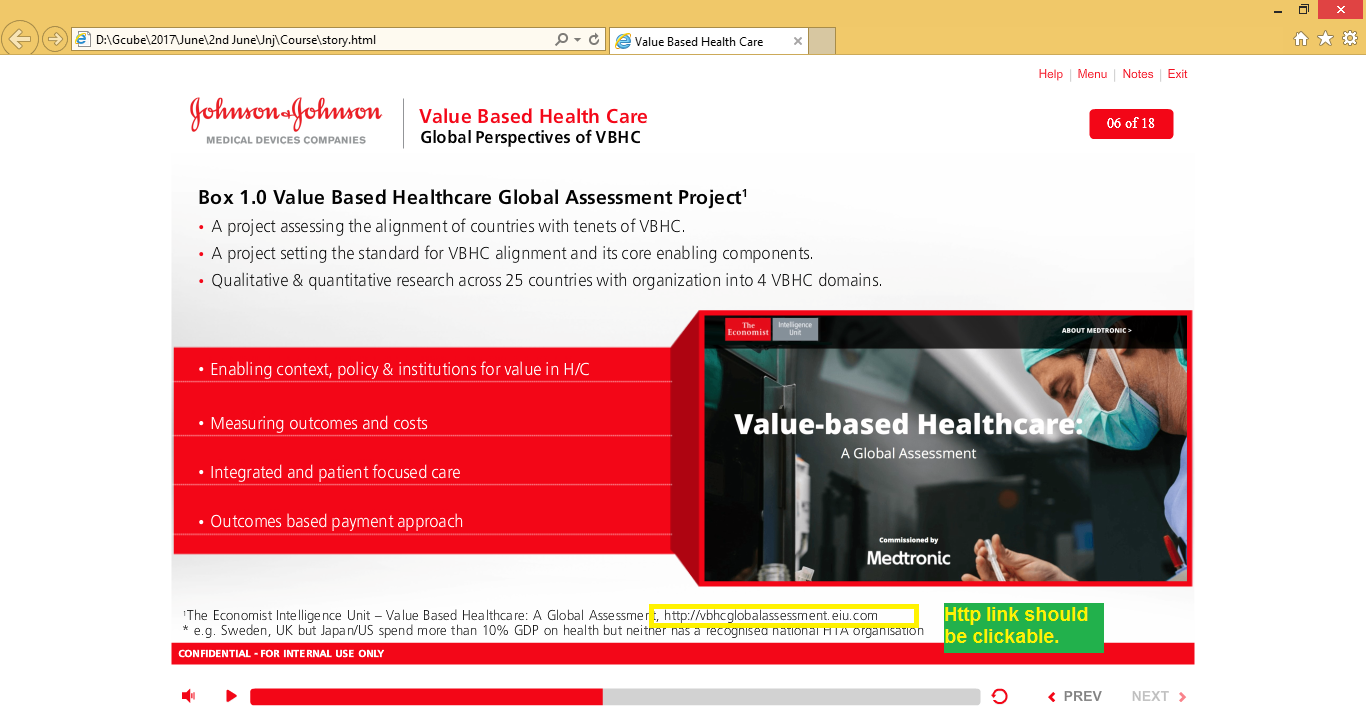 D:\Gcube\2017\June\2nd June\Jnj\Course\story.html
Value Based Health Care
Help | Menu | Notes | Exit
Johnson & Johnson
MEDICAL DEVICES COMPANIES
Value Based Health Care
Global Perspectives of VBHC
06 of 18
Box 1.0 Value Based Healthcare Global Assessment Project¹
• A project assessing the alignment of countries with tenets of VBHC.
• A project setting the standard for VBHC alignment and its core enabling components.
• Qualitative & quantitative research across 25 countries with organization into 4 VBHC domains.
• Enabling context, policy & institutions for value in H/C
• Measuring outcomes and costs
• Integrated and patient focused care
• Outcomes based payment approach
The Economist
Intelligence Unit
ABOUT MEDTRONIC >
Value-based Healthcare:
A Global Assessment
Commissioned by
Medtronic
¹The Economist Intelligence Unit – Value Based Healthcare: A Global Assessment, http://vbhcglobalassessment.eiu.com
* e.g. Sweden, UK but Japan/US spend more than 10% GDP on health but neither has a recognised national HTA organisation
Http link should
be clickable.
CONFIDENTIAL - FOR INTERNAL USE ONLY
PREV
NEXT